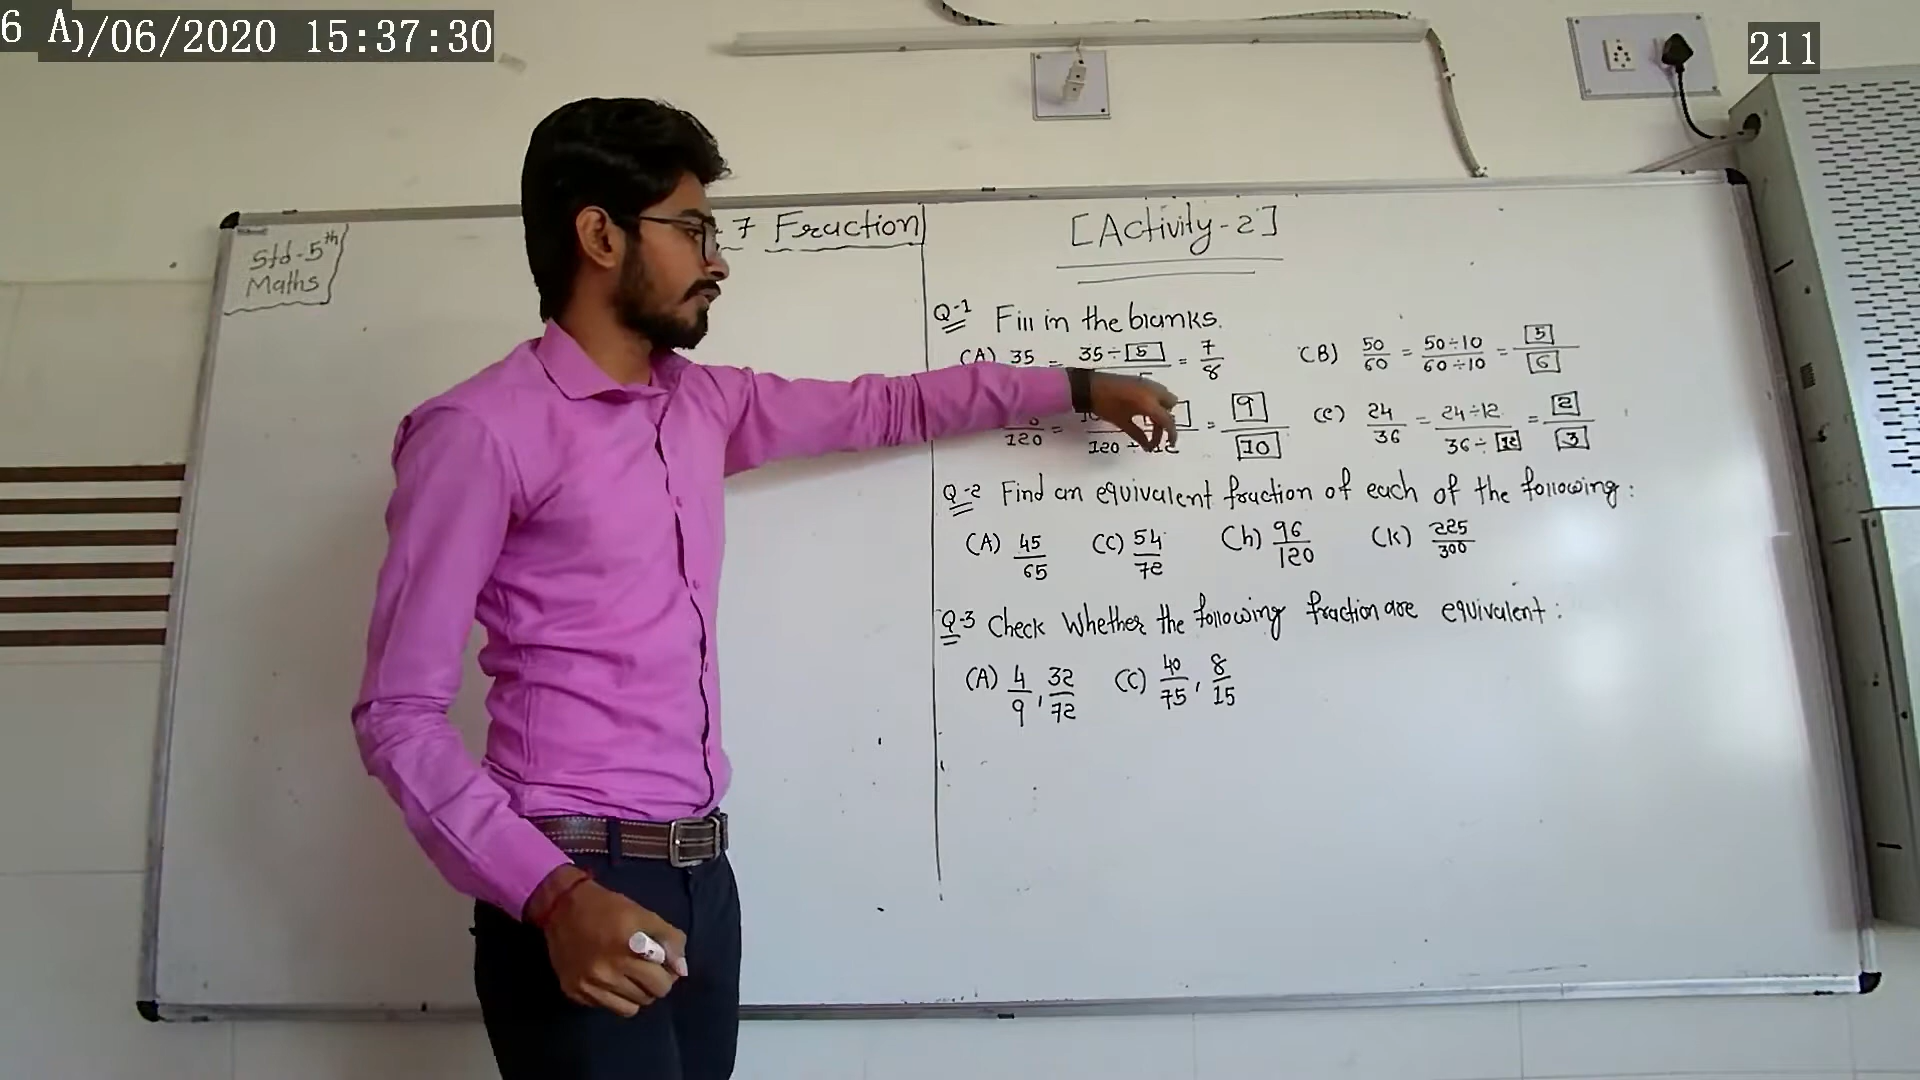 6 A
/06/2020 15:37:30
211
Std-5th
Maths
7 Fraction
[Activity-2]
Q-1 Fill in the blanks.
(A) 35 = 35÷5 = 7/8
(B) 50/60 = 50÷10/60÷10 = 5/6
120 = 120÷12 = 9/10
(e) 24/36 = 24÷12/36÷12 = 2/3
Q-2 Find an equivalent fraction of each of the following:
(A) 45/65 (C) 54/72 (h) 96/120 (k) 225/300
Q-3 Check Whether the following fraction are equivalent:
(A) 4/9, 32/72 (C) 40/75, 8/15